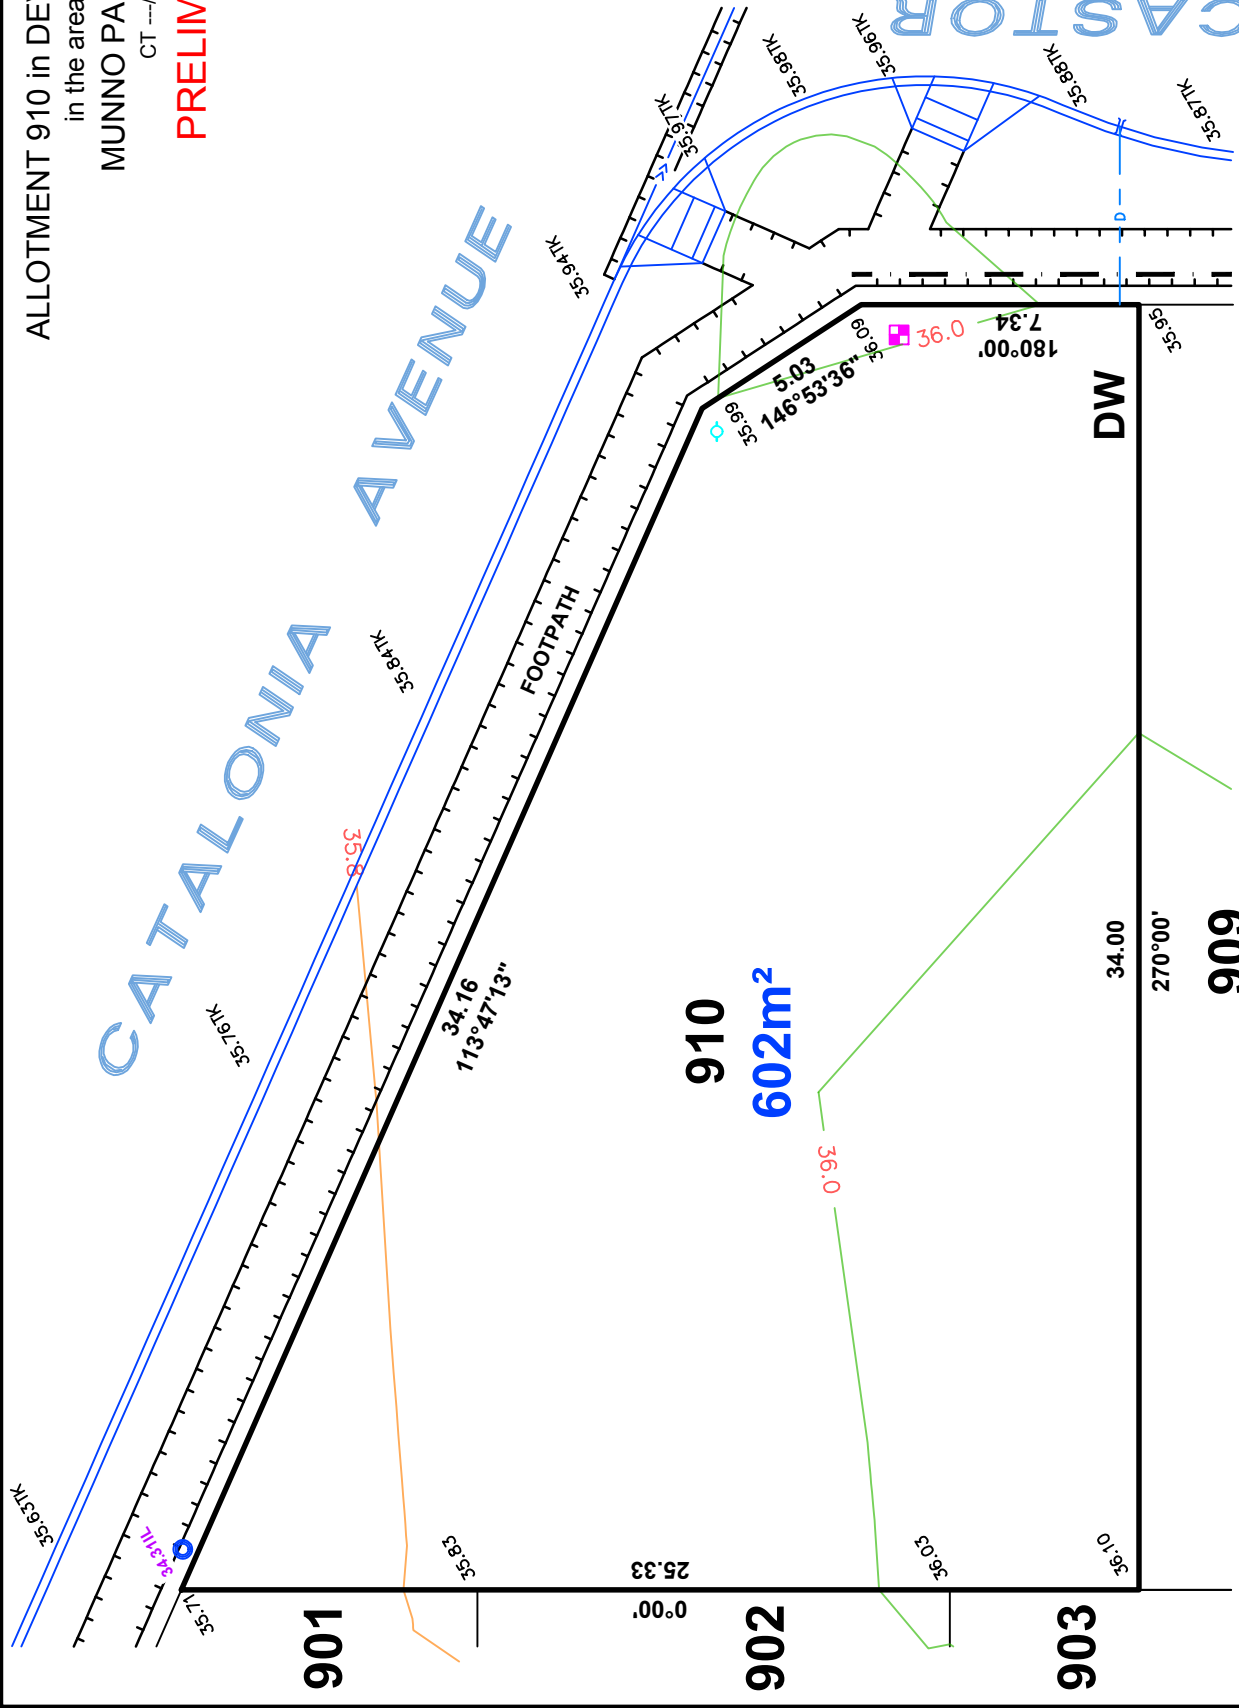 ALLOTMENT 910 in DE
in the area
MUNNO PA
CT ---/
PRELIM
CASTOR
CATALONIA AVENUE
FOOTPATH
35.63TK
35.76TK
35.84TK
35.94TK
35.97TK
35.98TK
35.96TK
35.88TK
35.87TK
34.31IL
35.71
35.83
36.03
36.10
35.8
34.16
113°47'13"
5.03
146°53'36"
35.99
36.09
36.0
7.34
180°00'
35.95
D
DW
910
602m²
36.0
34.00
270°00'
25.33
0°00'
901
902
903
909